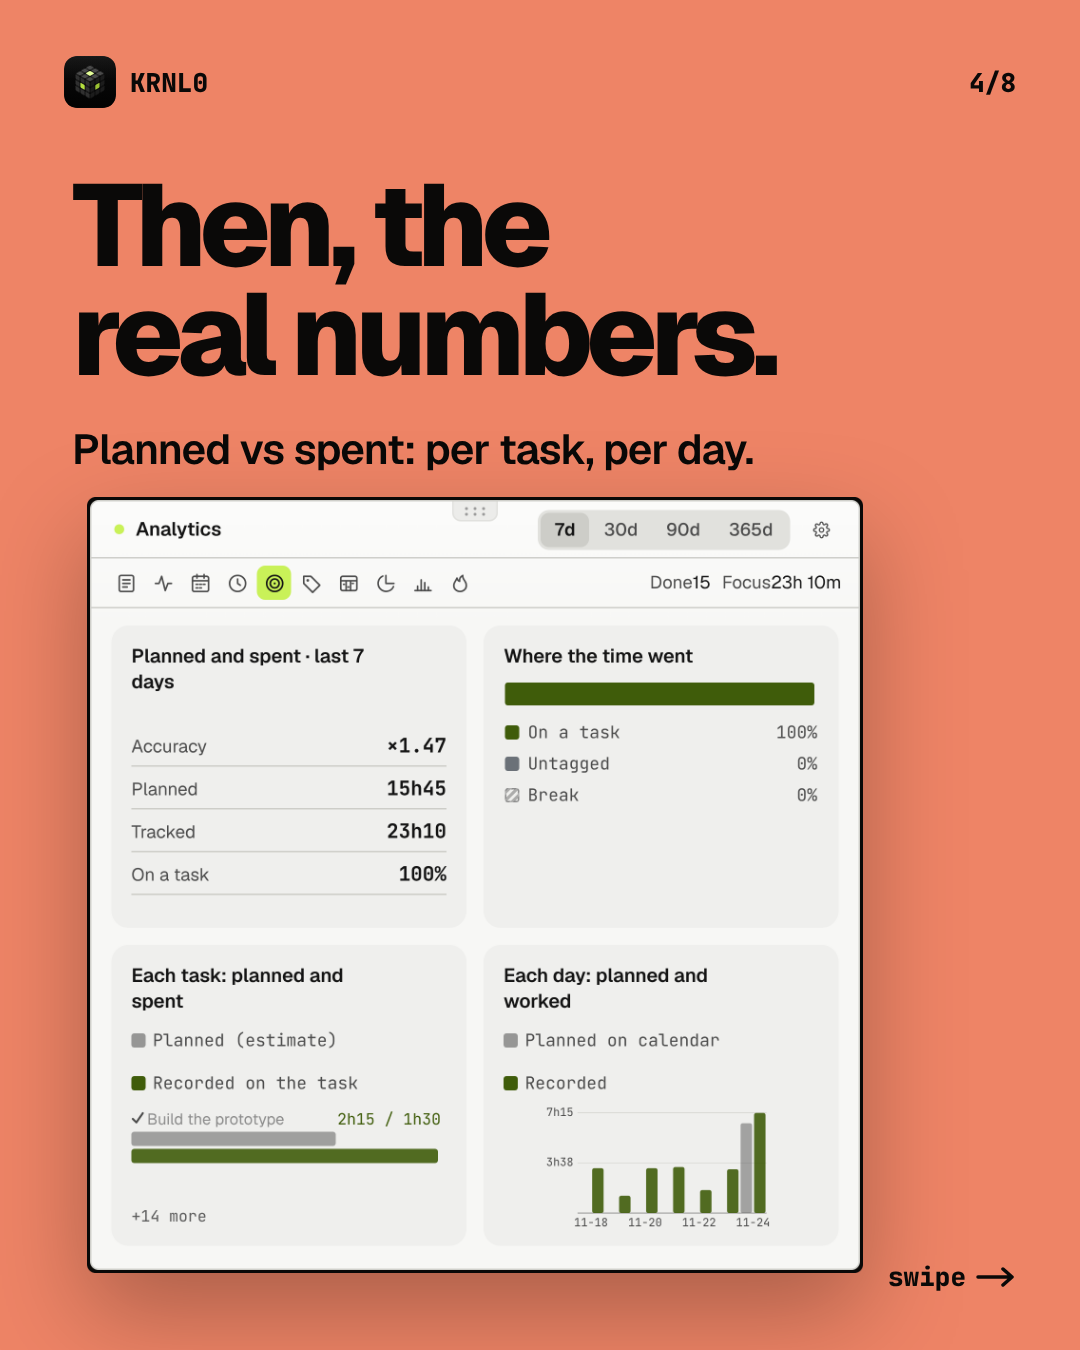 KRNL0
4/8
Then, the
real numbers.
Planned vs spent: per task, per day.
Analytics
7d 30d 90d 365d
Done15 Focus23h 10m
Planned and spent · last 7
days
Accuracy ×1.47
Planned 15h45
Tracked 23h10
On a task 100%
Where the time went
On a task 100%
Untagged 0%
Break 0%
Each task: planned and
spent
Planned (estimate)
Recorded on the task
Build the prototype 2h15 / 1h30
+14 more
Each day: planned and
worked
Planned on calendar
Recorded
7h15
3h38
11-18 11-20 11-22 11-24
swipe →